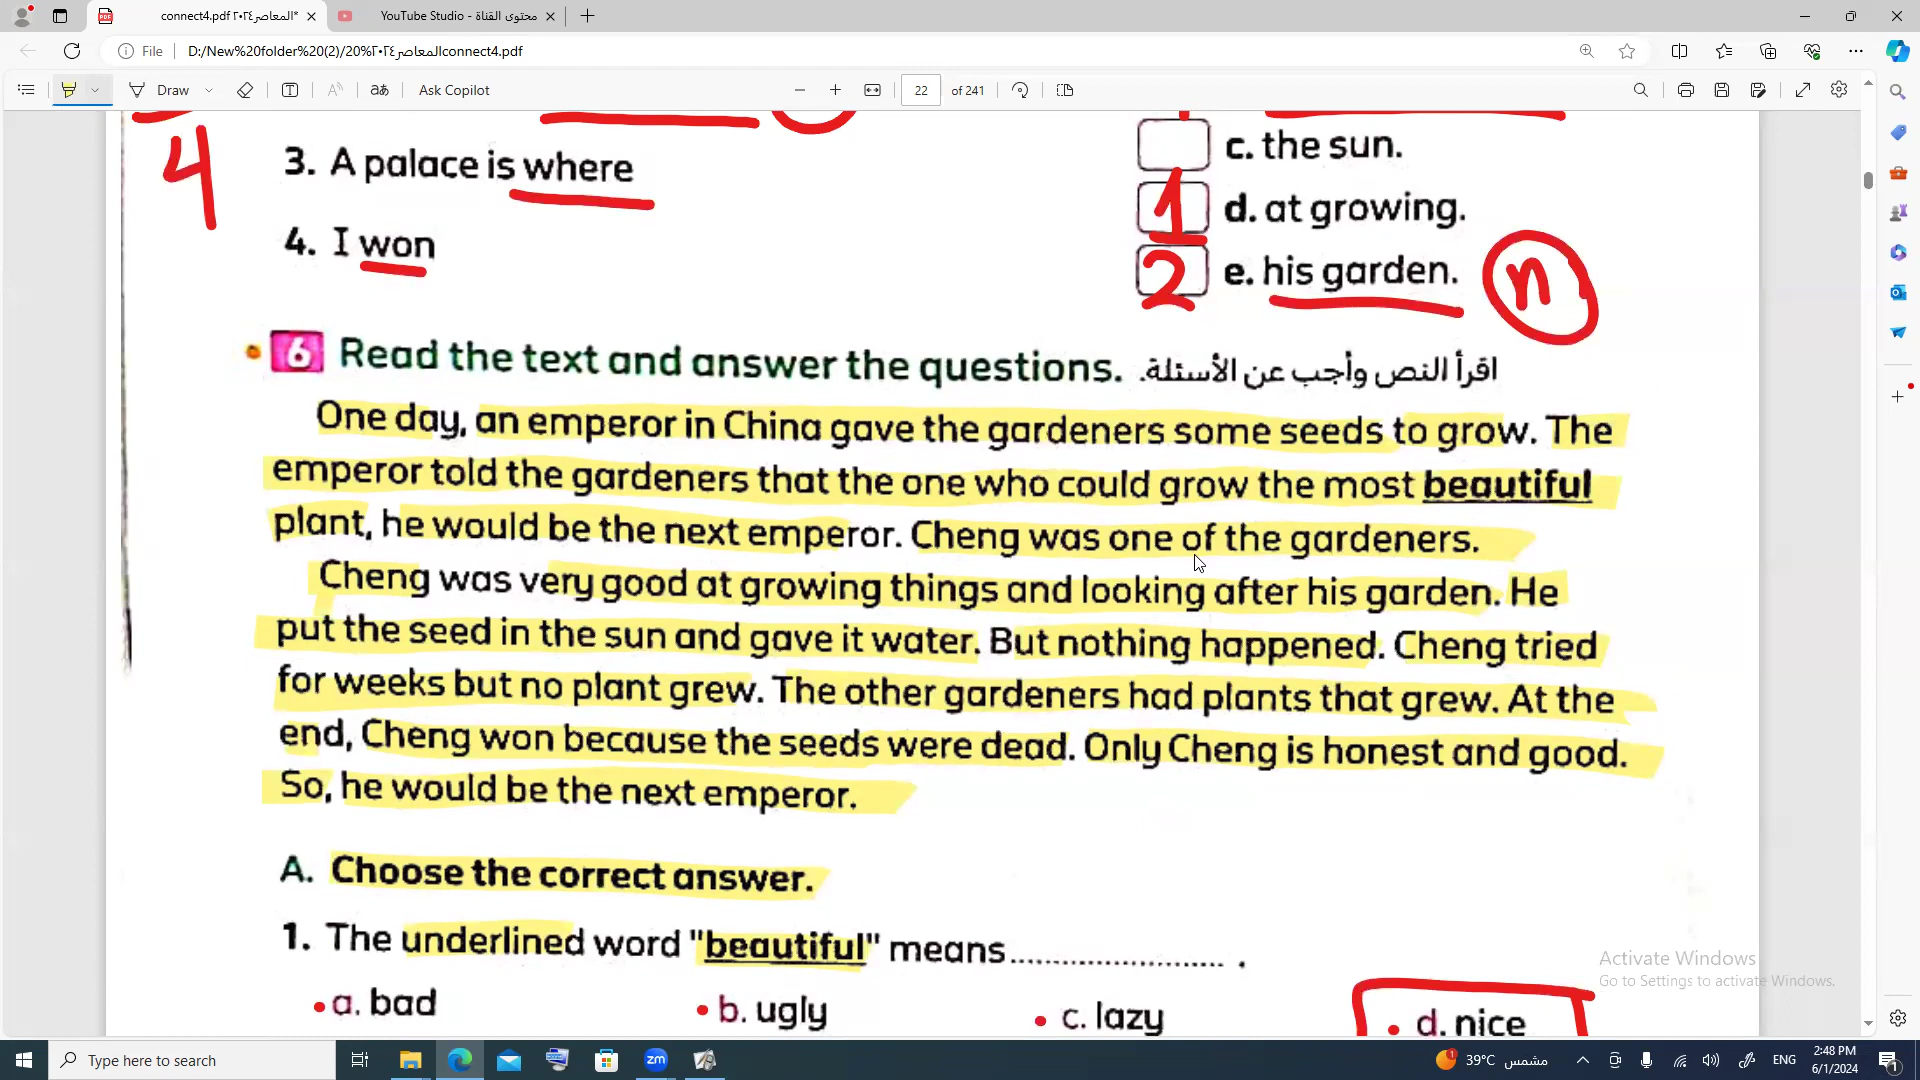 connect4.pdf ٢٠٢٤المعاصر*
YouTube Studio - محتوى القناة
File
D:/New%20folder%20(2)/20%٢٠٢٤المعاصرconnect4.pdf
Draw
Ask Copilot
22 of 241
4
3. A palace is where
4. I won
c. the sun.
1 d. at growing.
2 e. his garden.
n
6 Read the text and answer the questions. اقرأ النص وأجب عن الأسئلة.
One day, an emperor in China gave the gardeners some seeds to grow. The
emperor told the gardeners that the one who could grow the most beautiful
plant, he would be the next emperor. Cheng was one of the gardeners.
Cheng was very good at growing things and looking after his garden. He
put the seed in the sun and gave it water. But nothing happened. Cheng tried
for weeks but no plant grew. The other gardeners had plants that grew. At the
end, Cheng won because the seeds were dead. Only Cheng is honest and good.
So, he would be the next emperor.
A. Choose the correct answer.
1. The underlined word "beautiful" means........................ .
a. bad
b. ugly
c. lazy
d. nice
Activate Windows
Go to Settings to activate Windows.
Type here to search
zm
1
39°C مشمس
ENG
2:48 PM
6/1/2024
1